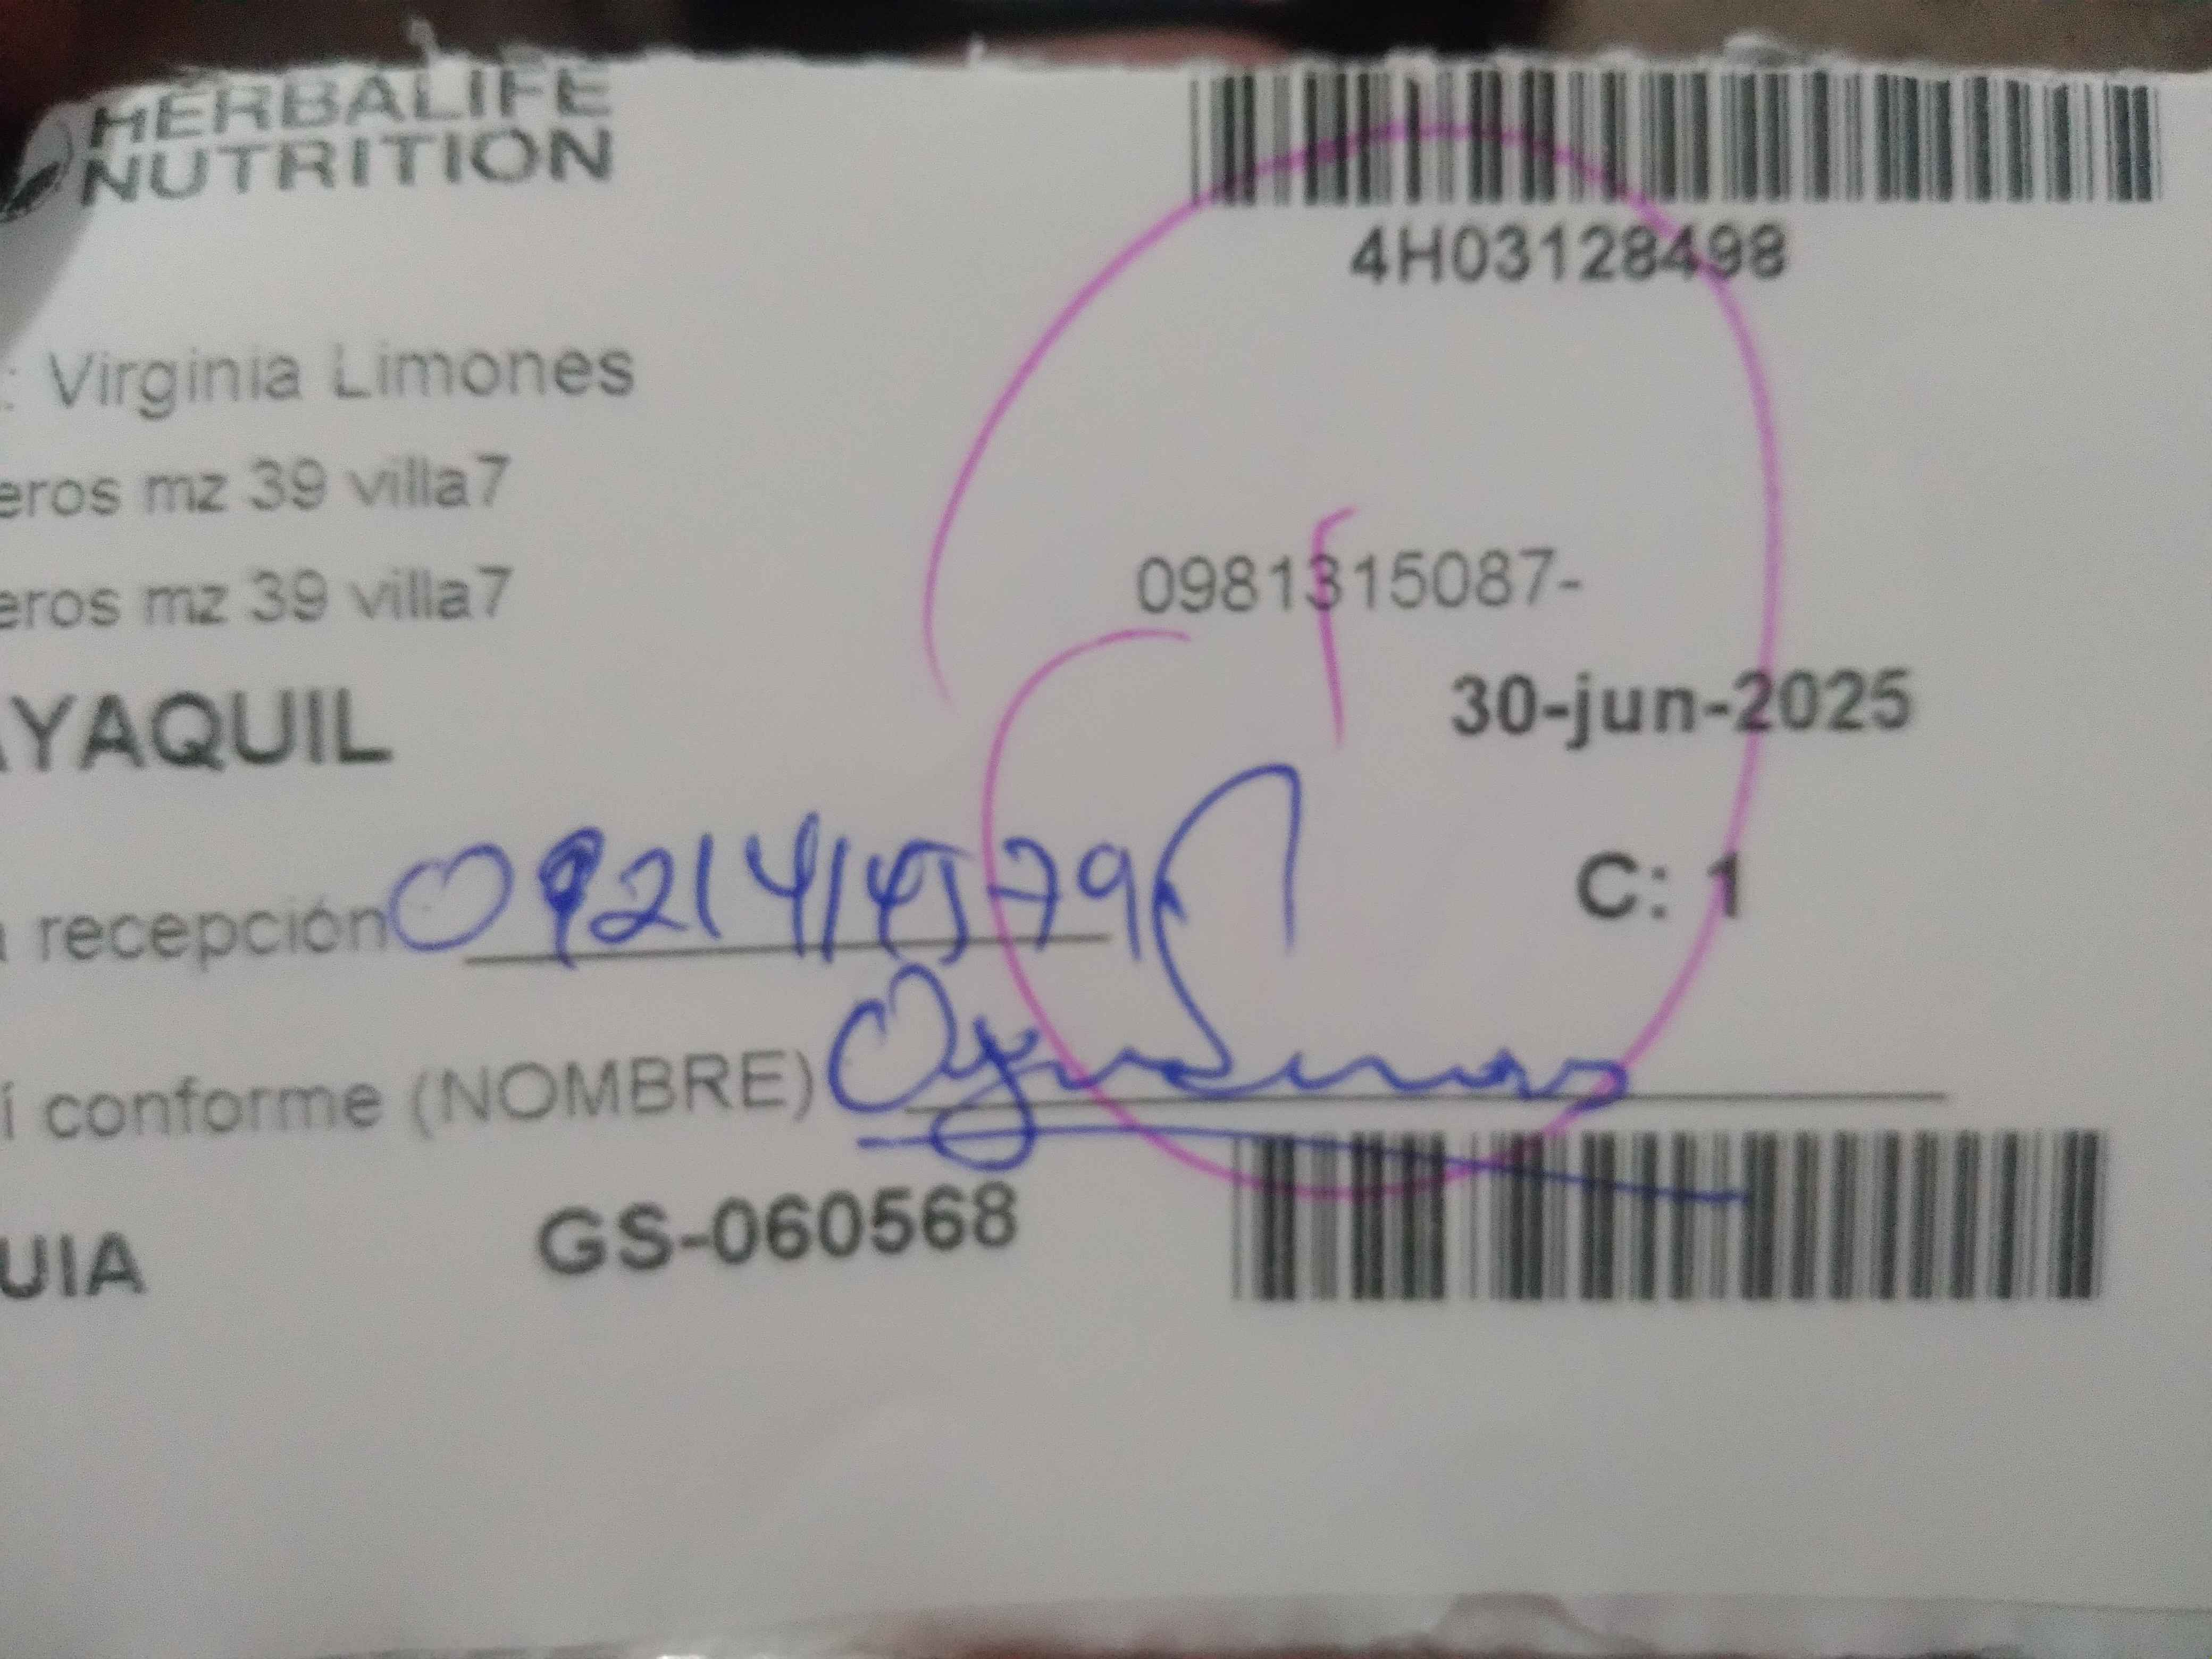 HERBALIFE
NUTRITION
4H03128498
: Virginia Limones
eros mz 39 villa7
0981315087-
eros mz 39 villa7
AYAQUIL
30-jun-2025
C: 1
a recepción 0921414579
í conforme (NOMBRE)
UIA
GS-060568